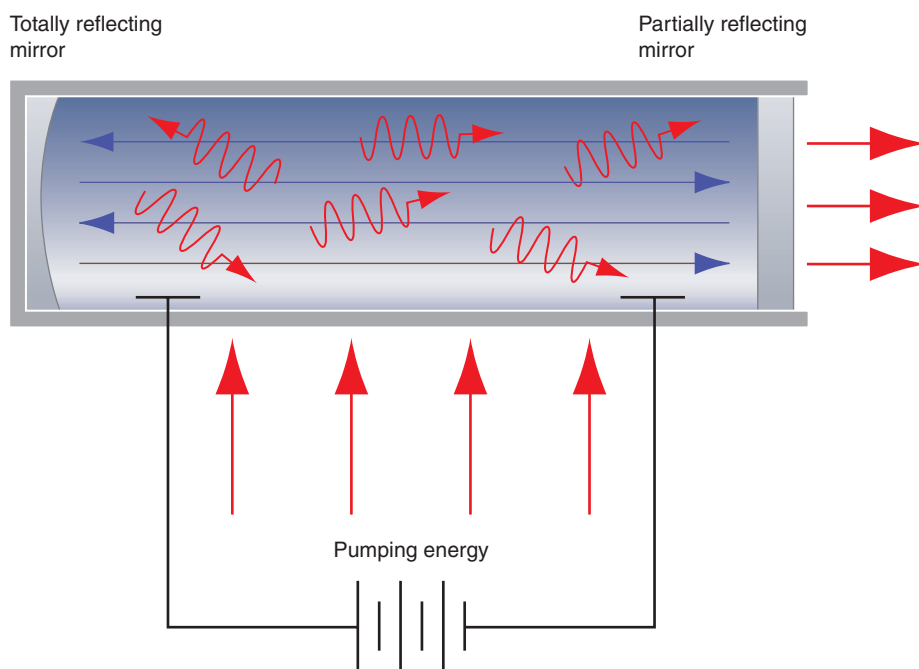 Totally reflecting
mirror
Partially reflecting
mirror
Pumping energy